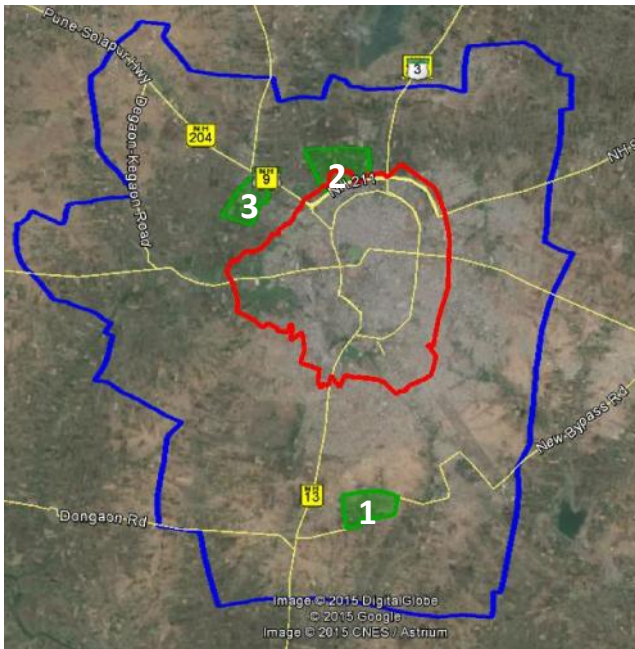 Pune-Solapur Hwy
3
Degaon-Kegaon Road
NH
204
NH-9
NH
9
2
NH 211
3
New Bypass Rd
NH
13
1
Dongaon Rd
Image © 2015 DigitalGlobe
© 2015 Google
Image © 2015 CNES / Astrium